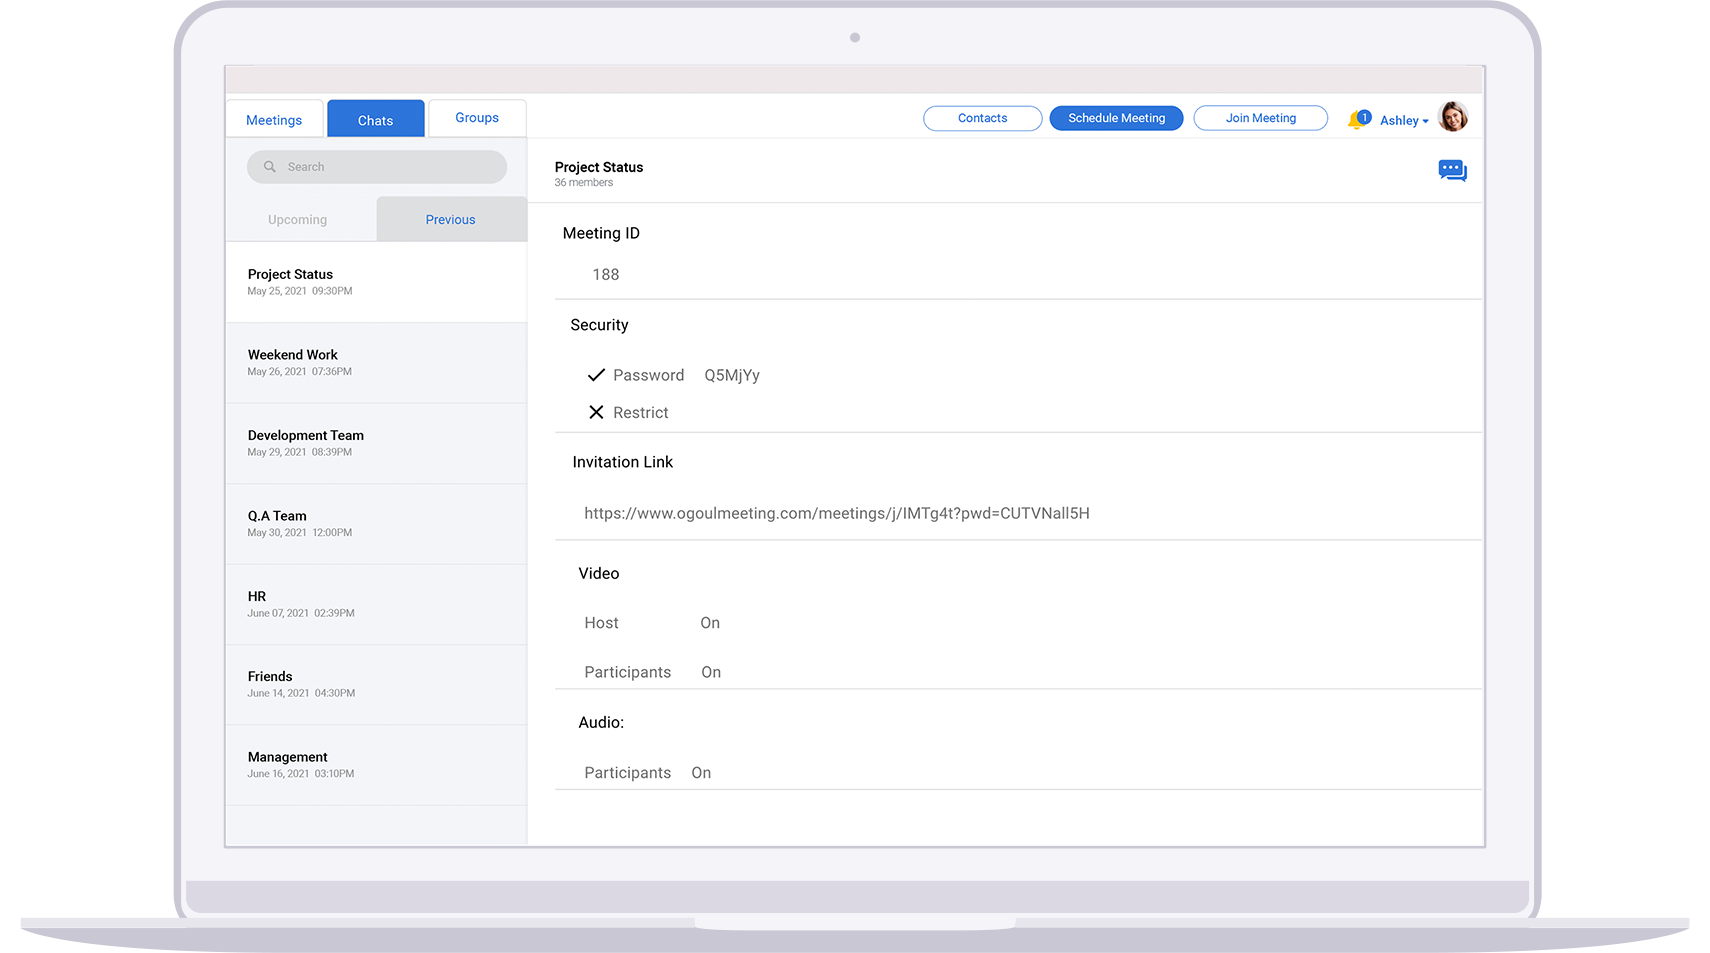 Meetings
Chats
Groups
Contacts
Schedule Meeting
Join Meeting
1
Ashley
Search
Upcoming
Previous
Project Status
May 25, 2021 09:30PM
Weekend Work
May 26, 2021 07:36PM
Development Team
May 29, 2021 08:39PM
Q.A Team
May 30, 2021 12:00PM
HR
June 07, 2021 02:39PM
Friends
June 14, 2021 04:30PM
Management
June 16, 2021 03:10PM
Project Status
36 members
Meeting ID
188
Security
Password Q5MjYy
Restrict
Invitation Link
https://www.ogoulmeeting.com/meetings/j/IMTg4t?pwd=CUTVNall5H
Video
Host On
Participants On
Audio:
Participants On